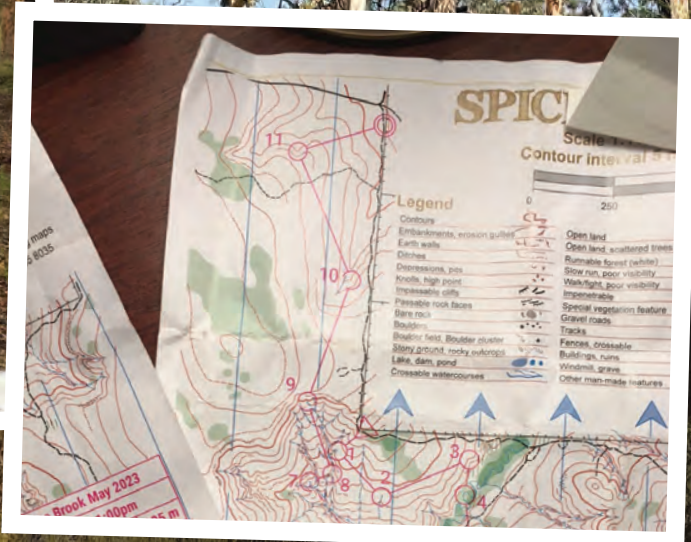 SPIC
Scale 1:1
Contour interval 5
0 250
Legend
Contours
Embankments, erosion gullies
Earth walls
Ditches
Depressions, pits
Knolls, high point
Impassable cliffs
Passable rock faces
Bare rock
Boulders
Boulder field, Boulder cluster
Stony ground, rocky outcrops
Lake, dam, pond
Crossable watercourses
Open land
Open land, scattered trees
Runnable forest (white)
Slow run, poor visibility
Walk/fight, poor visibility
Impenetrable
Special vegetation feature
Gravel roads
Tracks
Fences, crossable
Buildings, ruins
Windmill, grave
Other man-made features
11
10
9
1
7
8
2
3
4
maps
8035
Brook May 2023
:00pm
5 m